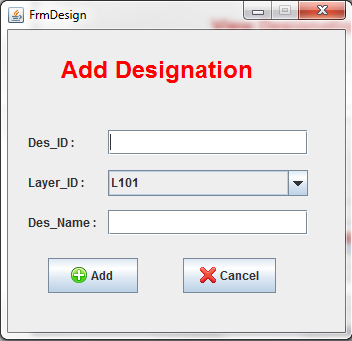 FrmDesign
Add Designation
Des_ID :
Layer_ID : L101
Des_Name :
Add Cancel